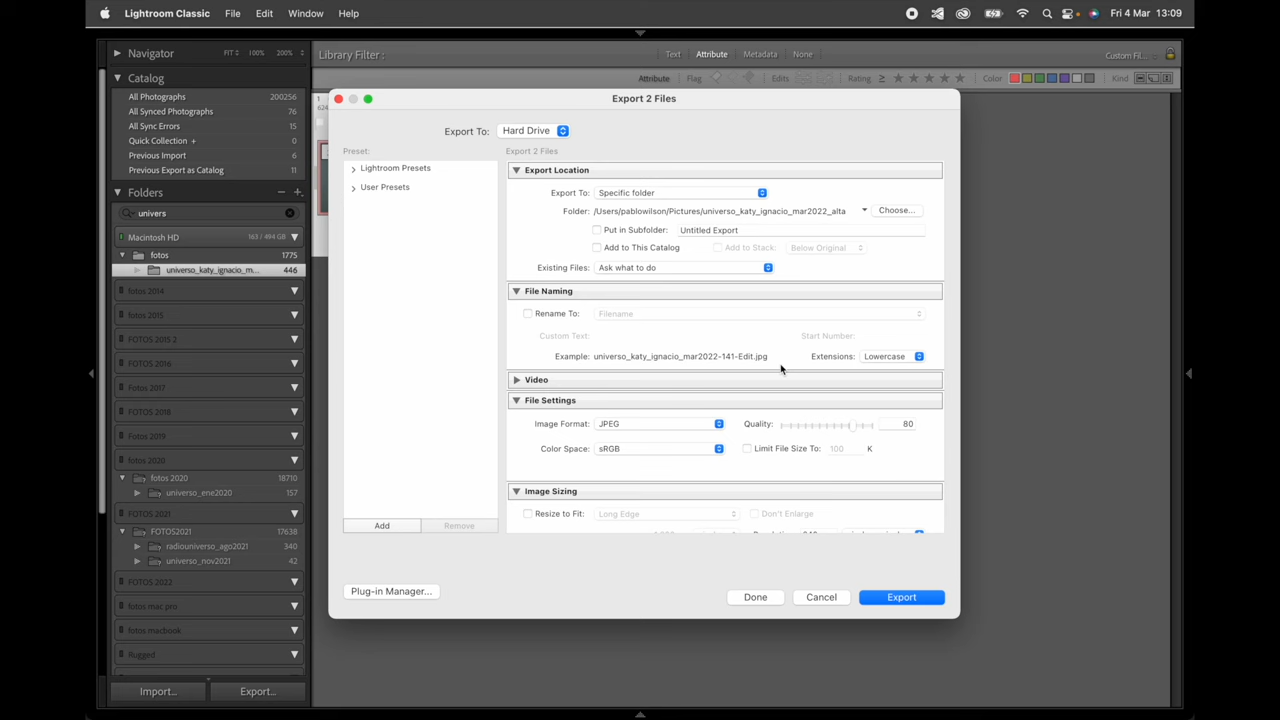 Lightroom Classic File Edit Window Help Fri 4 Mar 13:09
Navigator FIT 100% 200%
Library Filter : Text Attribute Metadata None Custom Fil...
Catalog
Attribute Flag Edits Rating ≥ Color Kind
All Photographs 200256
All Synced Photographs 76
All Sync Errors 15
Quick Collection + 0
Previous Import 6
Previous Export as Catalog 1
Folders
univers
Macintosh HD 163 / 494 GB
fotos 1775
universo_katy_ignacio_m... 446
fotos 2014
fotos 2015
FOTOS 2015 2
FOTOS 2016
Fotos 2017
FOTOS 2018
Fotos 2019
fotos 2020
fotos 2020 18710
universo_ene2020 157
FOTOS 2021
FOTOS2021 17638
radiouniverso_ago2021 340
universo_nov2021 42
FOTOS 2022
fotos mac pro
fotos macbook
Rugged
Import... Export...
Export 2 Files
Export To: Hard Drive
Preset:
Lightroom Presets
User Presets
Add Remove
Plug-in Manager...
Export 2 Files
Export Location
Export To: Specific folder
Folder: /Users/pablowilson/Pictures/universo_katy_ignacio_mar2022_alta Choose...
Put in Subfolder: Untitled Export
Add to This Catalog Add to Stack: Below Original
Existing Files: Ask what to do
File Naming
Rename To: Filename
Custom Text: Start Number:
Example: universo_katy_ignacio_mar2022-141-Edit.jpg Extensions: Lowercase
Video
File Settings
Image Format: JPEG Quality: 80
Color Space: sRGB Limit File Size To: 100 K
Image Sizing
Resize to Fit: Long Edge Don't Enlarge
Done Cancel Export